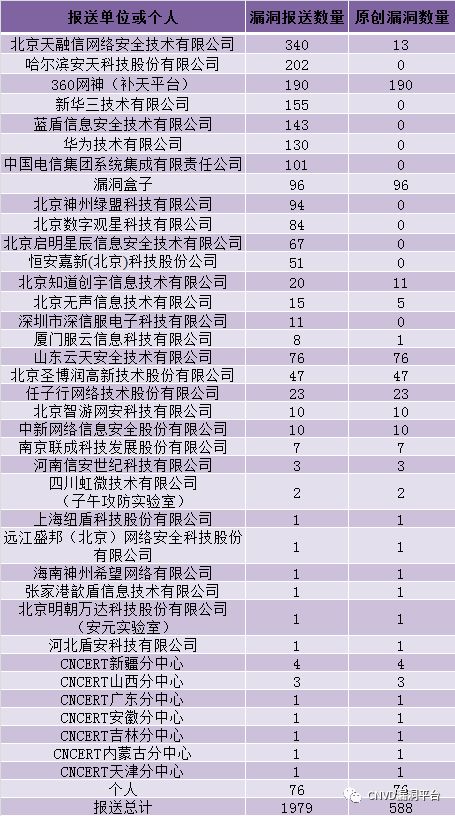 报送单位或个人 漏洞报送数量 原创漏洞数量
北京天融信网络安全技术有限公司 340 13
哈尔滨安天科技股份有限公司 202 0
360网神（补天平台） 190 190
新华三技术有限公司 155 0
蓝盾信息安全技术有限公司 143 0
华为技术有限公司 130 0
中国电信集团系统集成有限责任公司 101 0
漏洞盒子 96 96
北京神州绿盟科技有限公司 94 0
北京数字观星科技有限公司 84 0
北京启明星辰信息安全技术有限公司 67 0
恒安嘉新(北京)科技股份公司 51 0
北京知道创宇信息技术有限公司 20 11
北京无声信息技术有限公司 15 5
深圳市深信服电子科技有限公司 11 0
厦门服云信息科技有限公司 8 1
山东云天安全技术有限公司 76 76
北京圣博润高新技术股份有限公司 47 47
任子行网络技术股份有限公司 23 23
北京智游网安科技有限公司 10 10
中新网络信息安全股份有限公司 10 10
南京联成科技发展股份有限公司 7 7
河南信安世纪科技有限公司 3 3
四川虹微技术有限公司
（子午攻防实验室） 2 2
上海纽盾科技股份有限公司 1 1
远江盛邦（北京）网络安全科技股份
有限公司 1 1
海南神州希望网络有限公司 1 1
张家港歆盾信息技术有限公司 1 1
北京明朝万达科技股份有限公司
（安元实验室） 1 1
河北盾安科技有限公司 1 1
CNCERT新疆分中心 4 4
CNCERT山西分中心 3 3
CNCERT广东分中心 1 1
CNCERT安徽分中心 1 1
CNCERT吉林分中心 1 1
CNCERT内蒙古分中心 1 1
CNCERT天津分中心 1 1
个人 76 76
CNVD漏洞平台
报送总计 1979 588